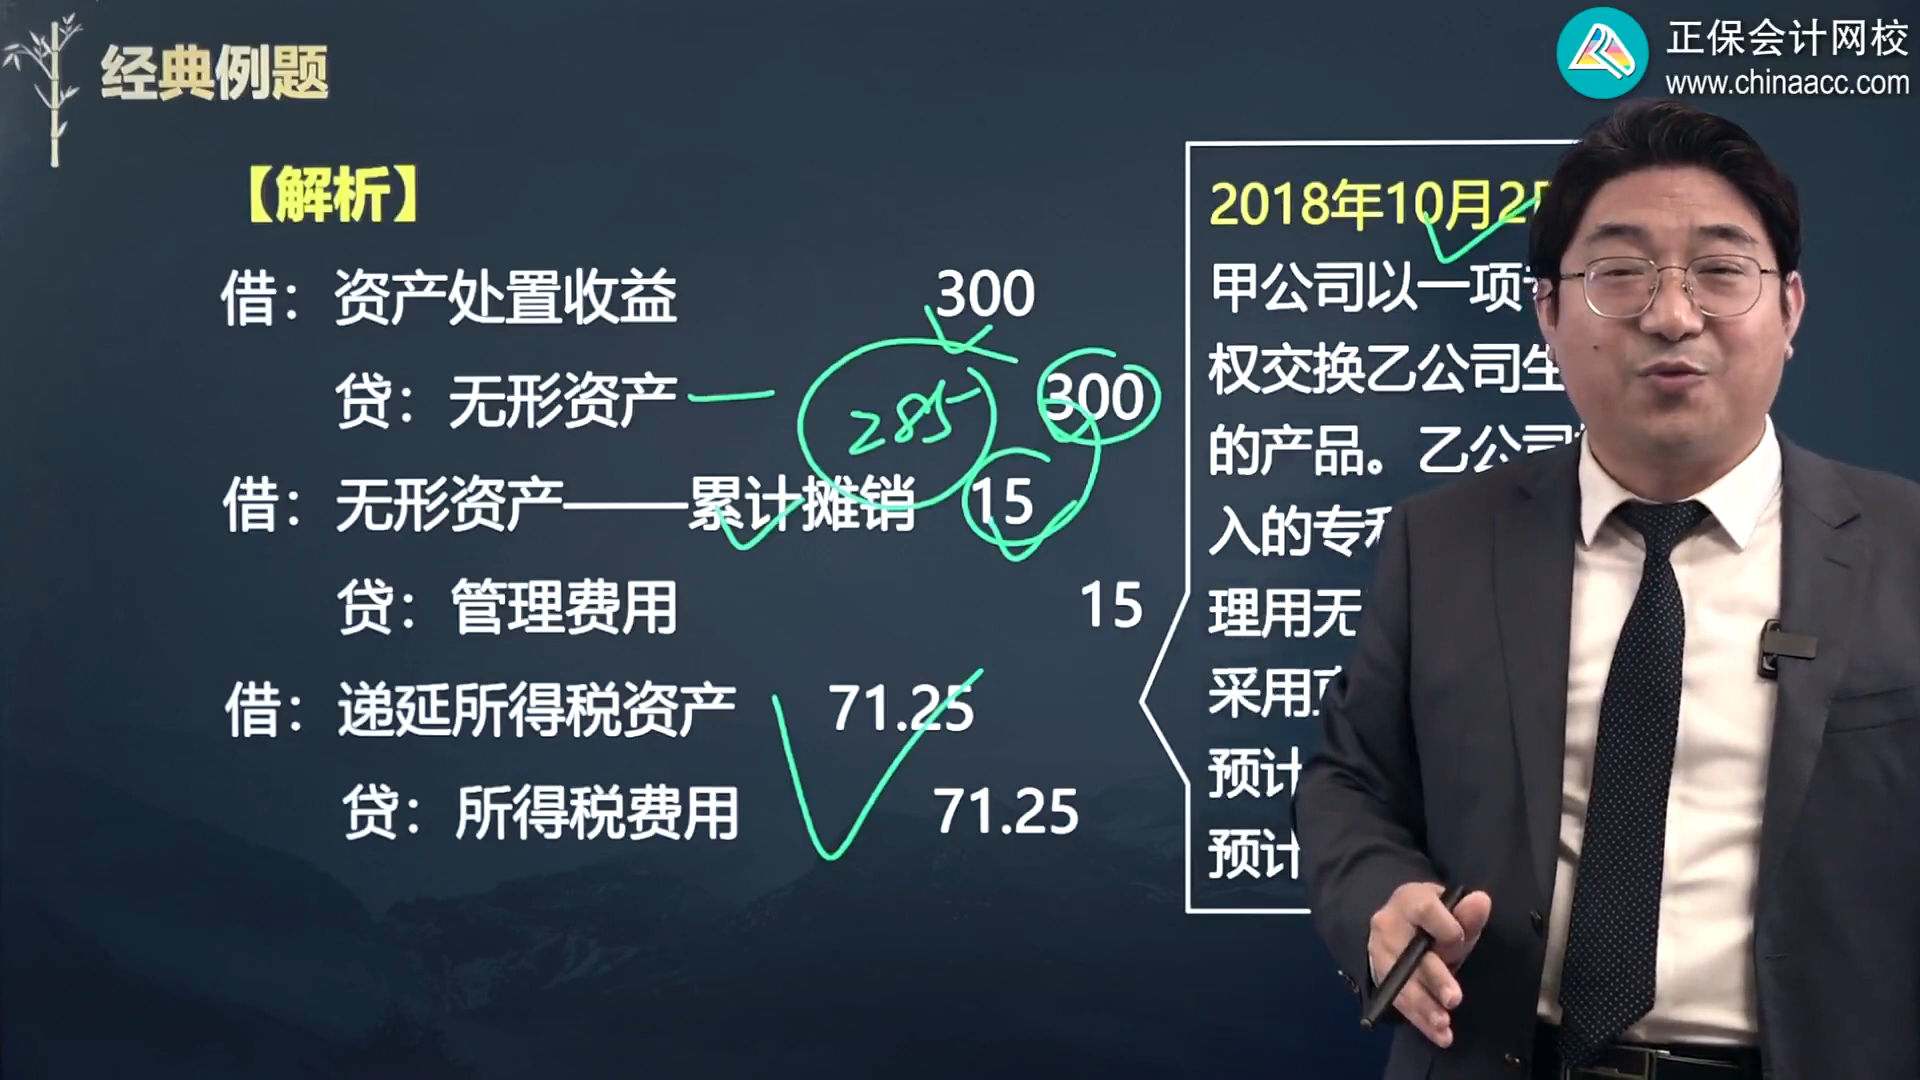 经典例题
正保会计网校
www.chinaacc.com
【解析】
借：资产处置收益 300
贷：无形资产 300
285
借：无形资产——累计摊销 15
贷：管理费用 15
借：递延所得税资产 71.25
贷：所得税费用 71.25
2018年10月2
甲公司以一项
权交换乙公司生
的产品。乙公司
入的专利
理用无
采用直
预计
预计